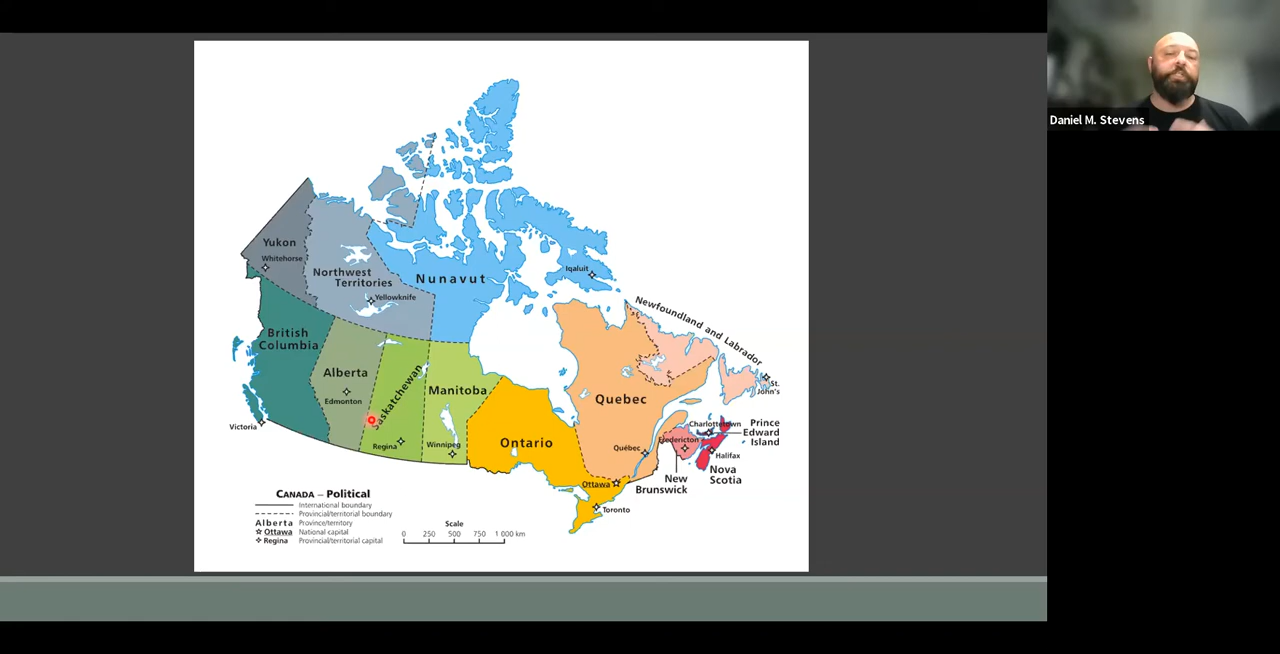 Daniel M. Stevens
Yukon
Whitehorse
Northwest
Territories
Yellowknife
Nunavut
Iqaluit
Newfoundland and Labrador
St.
John's
British
Columbia
Victoria
Alberta
Edmonton
Saskatchewan
Regina
Manitoba
Winnipeg
Ontario
Ottawa
Toronto
Quebec
Québec
Charlottetown
Prince
Edward
Island
Fredericton
Halifax
New
Brunswick
Nova
Scotia
CANADA – Political
International boundary
Provincial/territorial boundary
Alberta Province/territory
Ottawa National capital
Regina Provincial/territorial capital
Scale
0 250 500 750 1 000 km